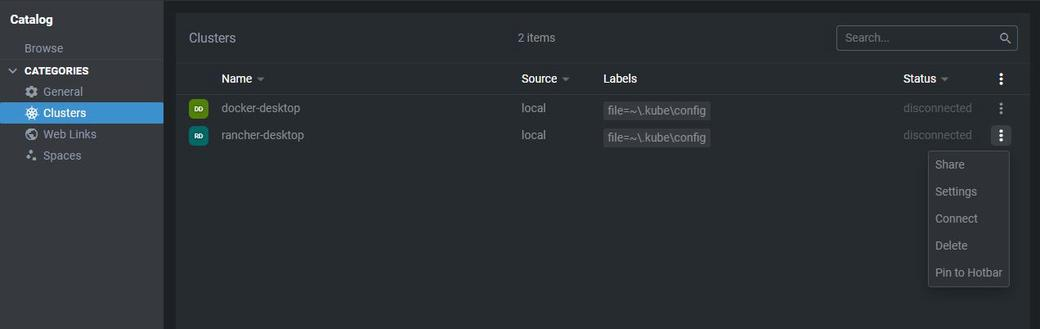 Catalog
Browse
CATEGORIES
General
Clusters
Web Links
Spaces
Clusters 2 items Search...
Name Source Labels Status
DD docker-desktop local file=~\.kube\config disconnected
RD rancher-desktop local file=~\.kube\config disconnected
Share
Settings
Connect
Delete
Pin to Hotbar